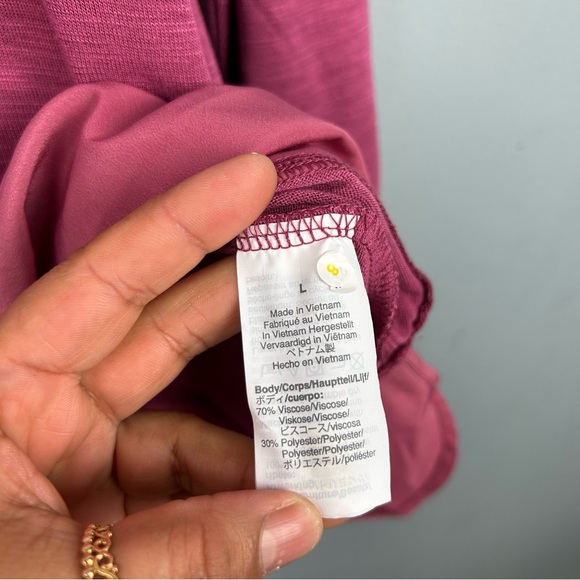 8
L
Made in Vietnam
Fabriqué au Vietnam
In Vietnam Hergestellt
Vervaardigd in Viëtnam
ベトナム製
Hecho en Vietnam
Body/Corps/Hauptteil/Lijf/
ボディ/cuerpo:
70% Viscose/Viscose/
Viskose/Viscose/
ビスコース/viscosa
30% Polyester/Polyester/
Polyester/Polyester/
ポリエステル/poliéster